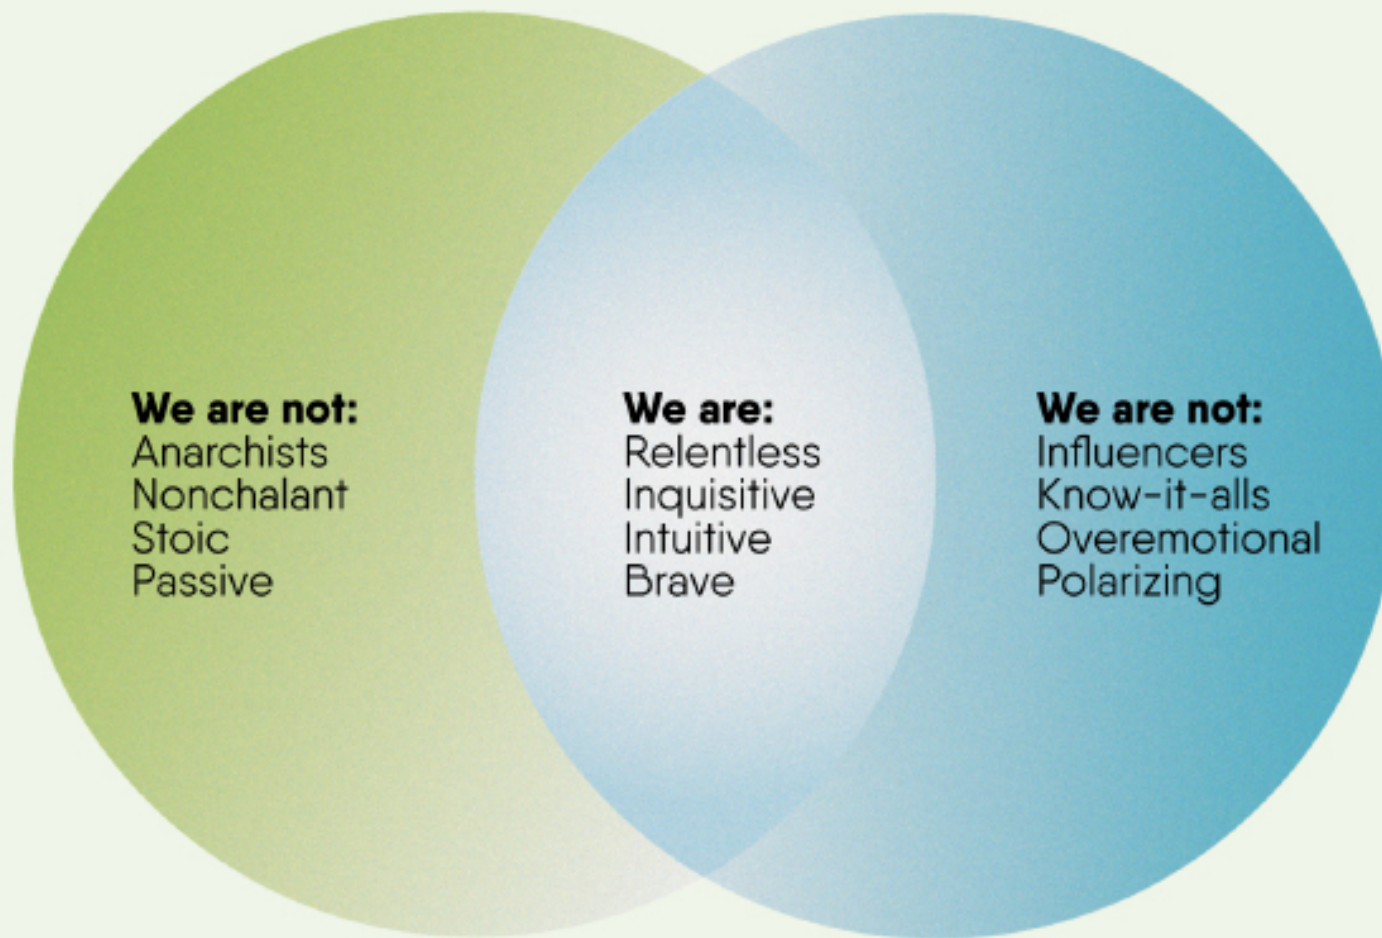 We are not:
Anarchists
Nonchalant
Stoic
Passive
We are:
Relentless
Inquisitive
Intuitive
Brave
We are not:
Influencers
Know-it-alls
Overemotional
Polarizing